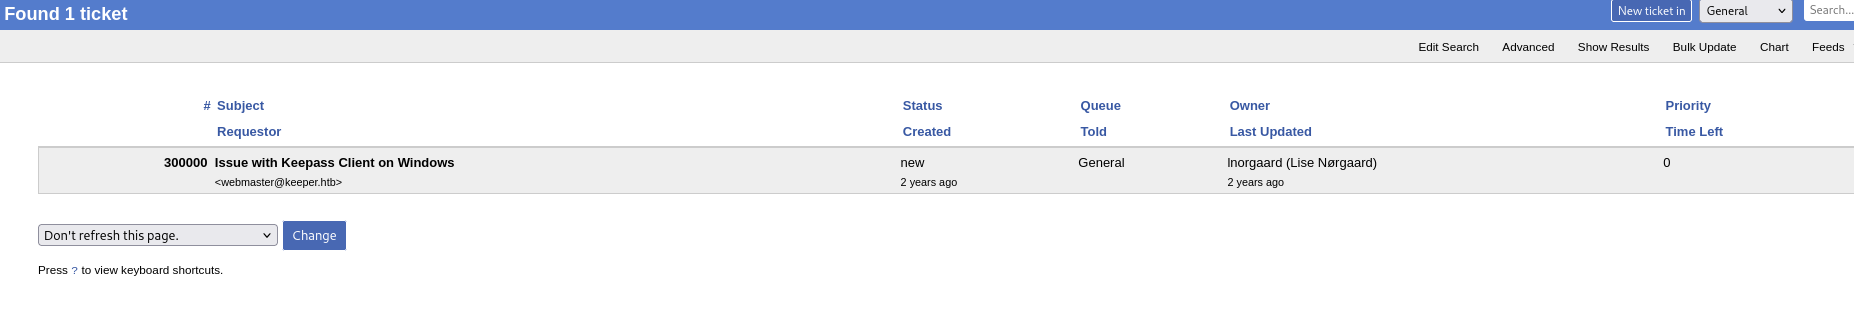 Found 1 ticket
New ticket in General Search...
Edit Search Advanced Show Results Bulk Update Chart Feeds
# Subject Status Queue Owner Priority
Requestor Created Told Last Updated Time Left
300000 Issue with Keepass Client on Windows new General lnorgaard (Lise Nørgaard) 0
<webmaster@keeper.htb> 2 years ago 2 years ago
Don't refresh this page. Change
Press ? to view keyboard shortcuts.